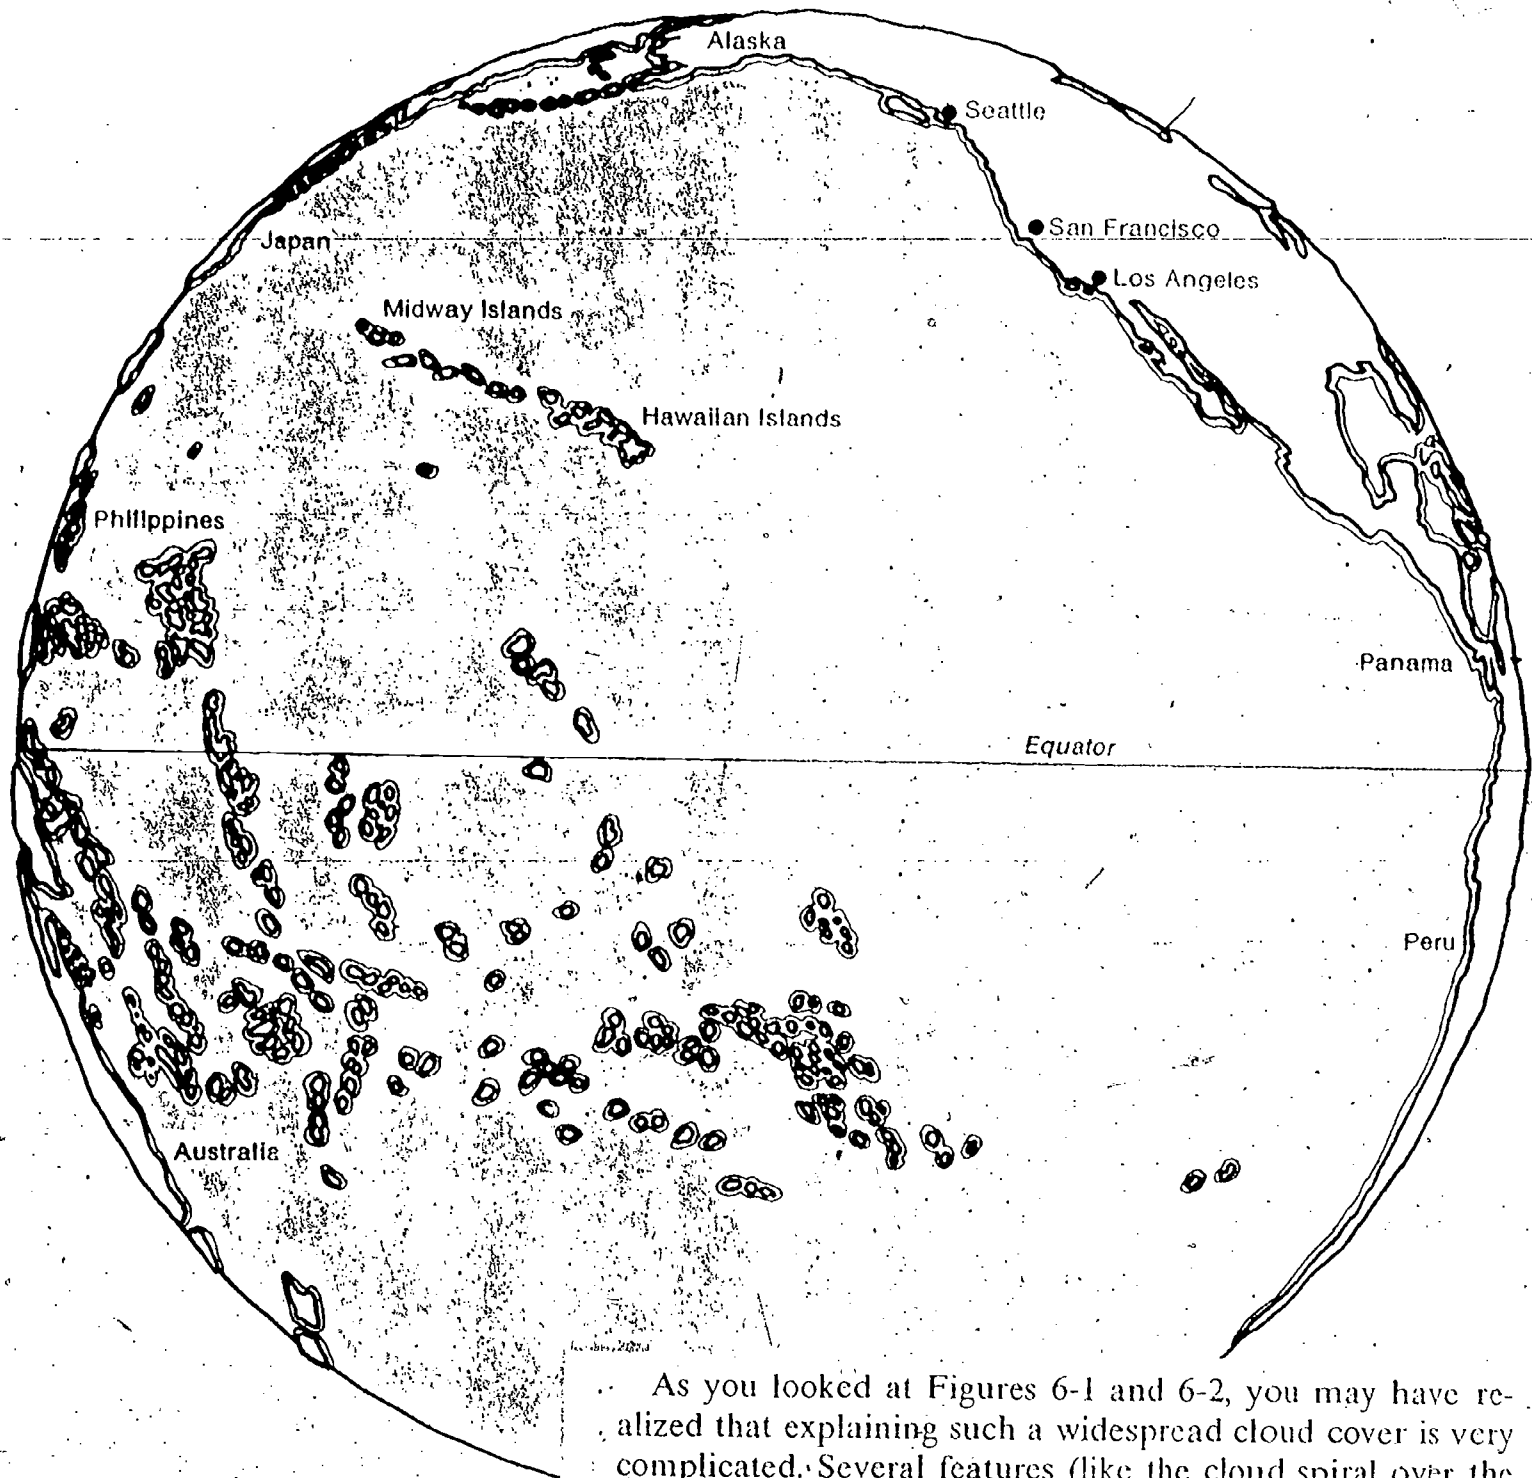 Alaska
Seattle
Japan
San Francisco
Los Angeles
Midway Islands
Hawaiian Islands
Philippines
Panama
Equator
Peru
Australia
As you looked at Figures 6-1 and 6-2, you may have re-
alized that explaining such a widespread cloud cover is very
complicated. Several features (like the cloud spiral over the